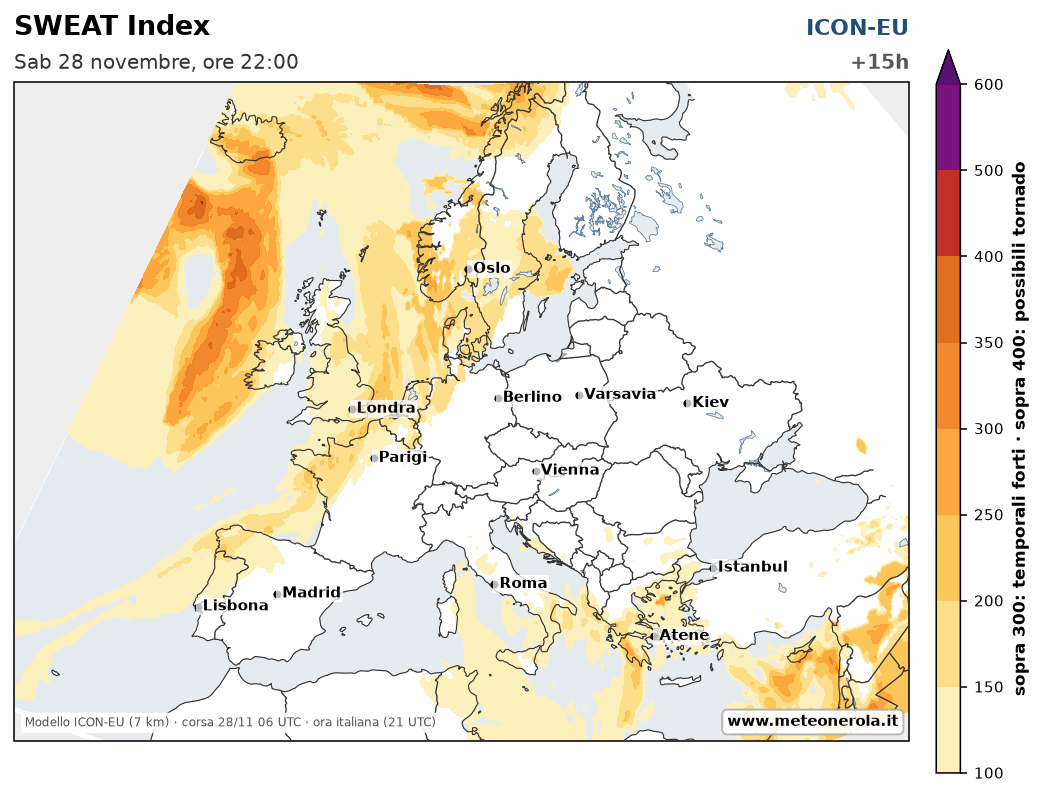 SWEAT Index
ICON-EU
Sab 28 novembre, ore 22:00
+15h
600
500
400
350
300
250
200
150
100
sopra 300: temporali forti · sopra 400: possibili tornado
Oslo
Berlino
Varsavia
Kiev
Londra
Parigi
Vienna
Istanbul
Roma
Madrid
Lisbona
Atene
Modello ICON-EU (7 km) · corsa 28/11 06 UTC · ora italiana (21 UTC)
www.meteonerola.it